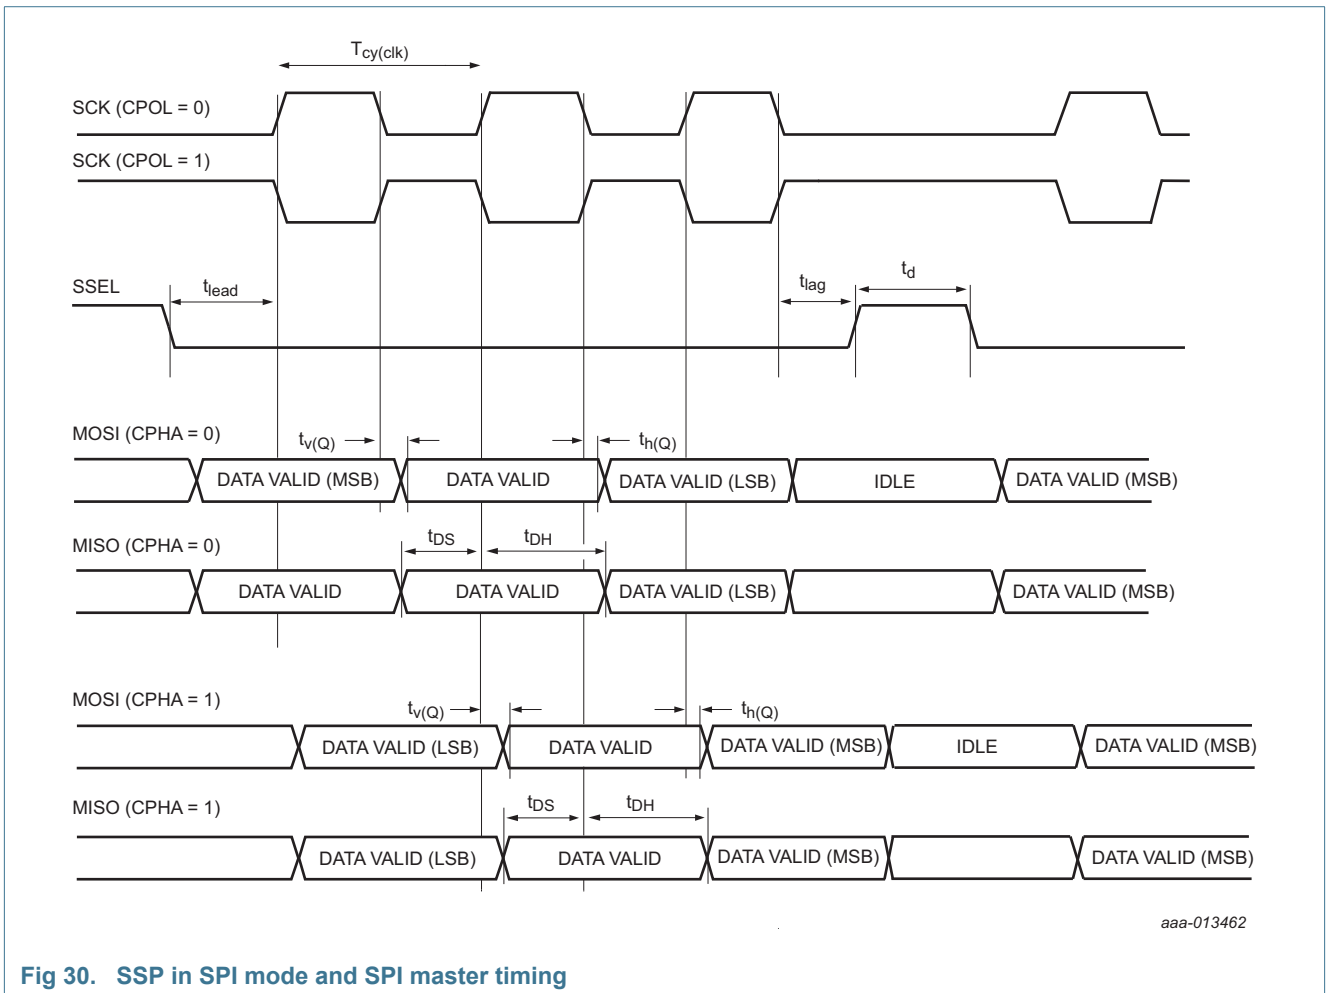 Tcy(clk)
SCK (CPOL = 0)
SCK (CPOL = 1)
SSEL
tlead
tlag
td
MOSI (CPHA = 0)
tv(Q)
th(Q)
DATA VALID (MSB)
DATA VALID
DATA VALID (LSB)
IDLE
DATA VALID (MSB)
MISO (CPHA = 0)
tDS
tDH
DATA VALID
DATA VALID
DATA VALID (LSB)
DATA VALID (MSB)
MOSI (CPHA = 1)
tv(Q)
th(Q)
DATA VALID (LSB)
DATA VALID
DATA VALID (MSB)
IDLE
DATA VALID (MSB)
MISO (CPHA = 1)
tDS
tDH
DATA VALID (LSB)
DATA VALID
DATA VALID (MSB)
DATA VALID (MSB)
aaa-013462
Fig 30. SSP in SPI mode and SPI master timing